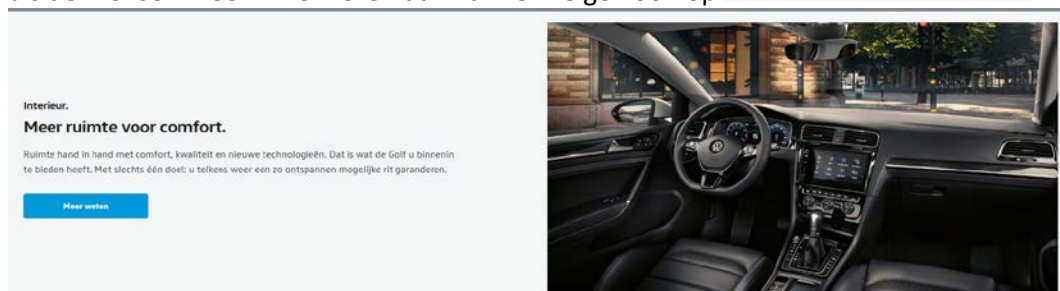 Interieur.
Meer ruimte voor comfort.
Ruimte hand in hand met comfort, kwaliteit en nieuwe technologieën. Dat is wat de Golf u binnenin
te bieden heeft. Met slechts één doel: u telkens weer een zo ontspannen mogelijke rit garanderen.
Meer weten